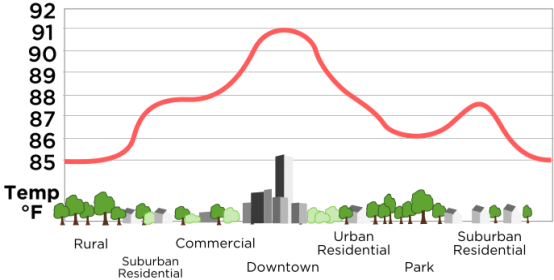 92
91
90
89
88
87
86
85
Temp
°F
Rural
Suburban
Residential
Commercial
Downtown
Urban
Residential
Park
Suburban
Residential